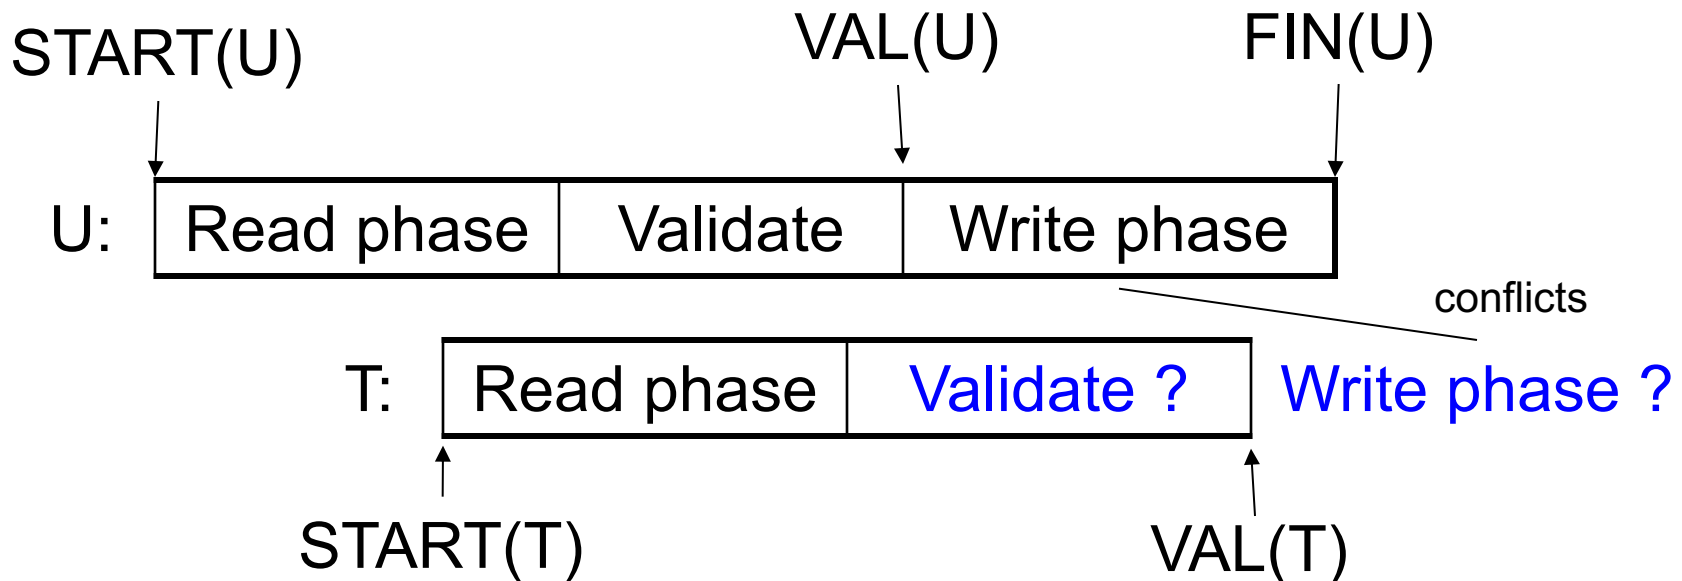 START(U) VAL(U) FIN(U)
U: Read phase Validate Write phase
conflicts
T: Read phase Validate ? Write phase ?
START(T) VAL(T)